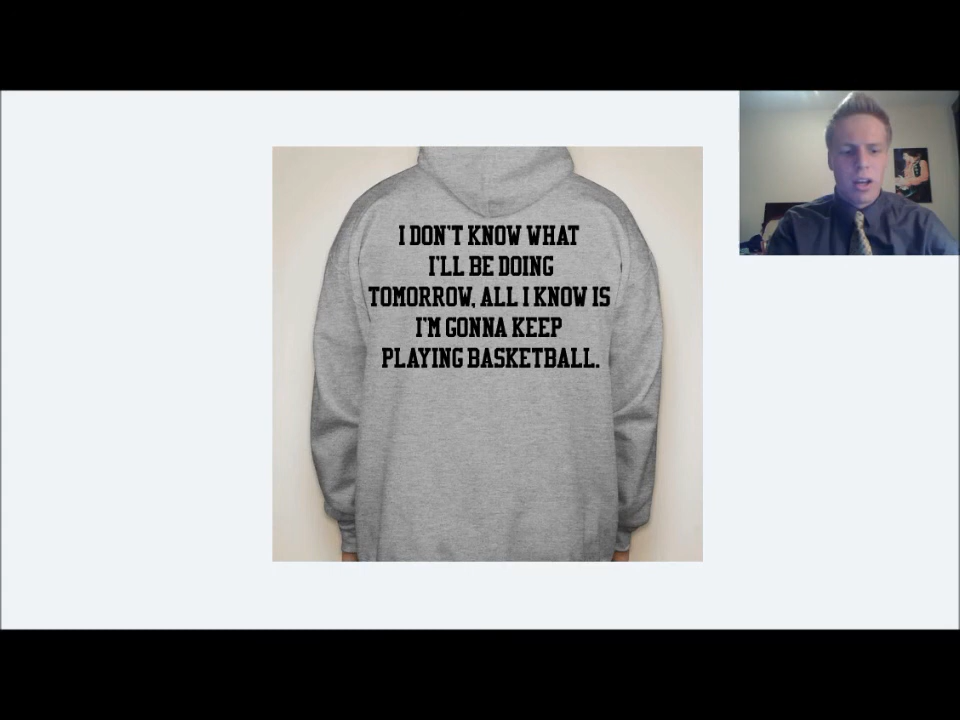 I DON'T KNOW WHAT
I'LL BE DOING
TOMORROW, ALL I KNOW IS
I'M GONNA KEEP
PLAYING BASKETBALL.